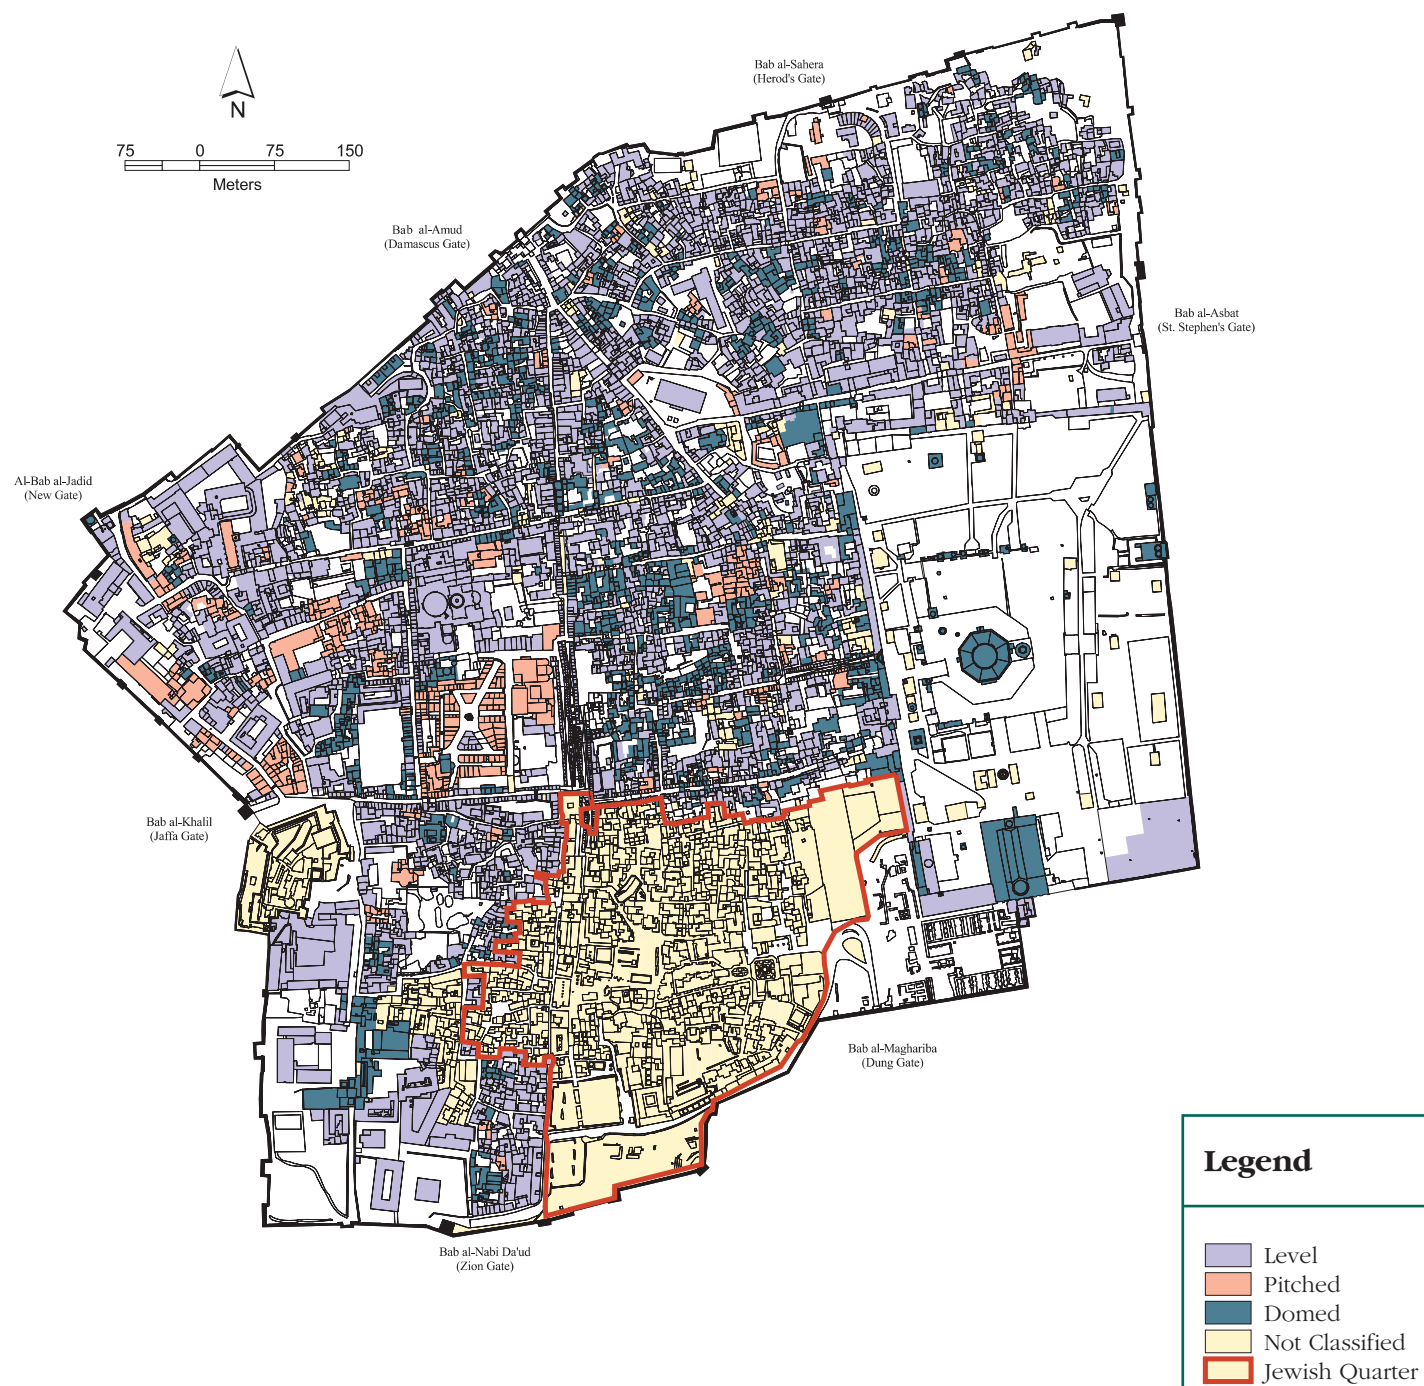 Bab al-Sahera
(Herod's Gate)
N
75 0 75 150
Meters
Bab al-Amud
(Damascus Gate)
Bab al-Asbat
(St. Stephen's Gate)
Al-Bab al-Jadid
(New Gate)
Bab al-Khalil
(Jaffa Gate)
Bab al-Maghariba
(Dung Gate)
Bab al-Nabi Da'ud
(Zion Gate)
Legend
Level
Pitched
Domed
Not Classified
Jewish Quarter